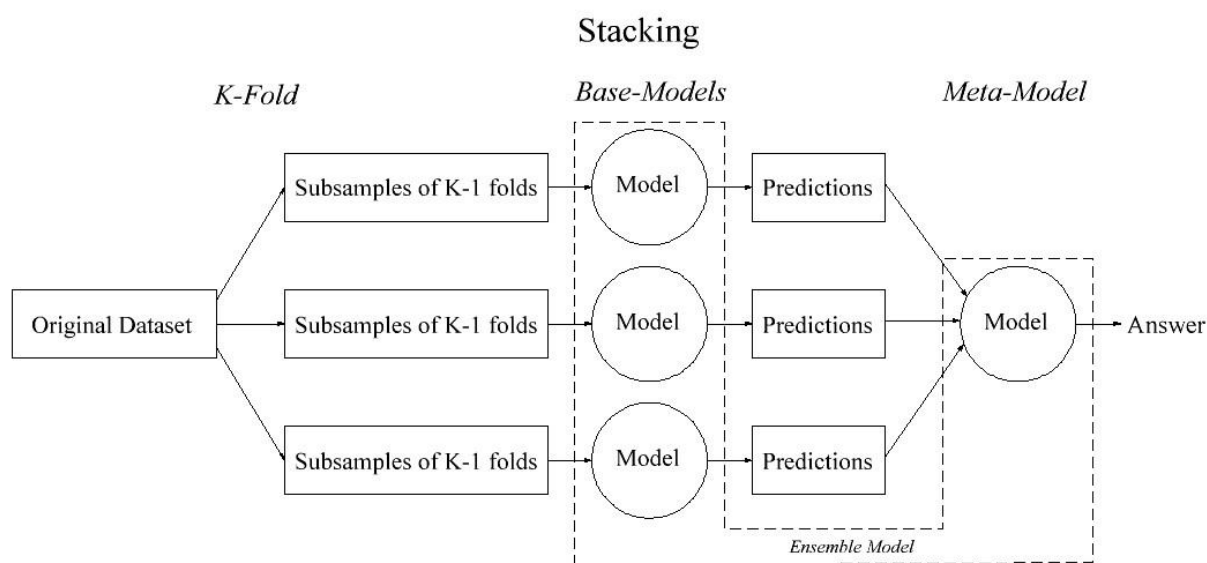 Stacking
K-Fold
Base-Models
Meta-Model
Subsamples of K-1 folds
Model
Predictions
Original Dataset
Subsamples of K-1 folds
Model
Predictions
Model
Answer
Subsamples of K-1 folds
Model
Predictions
Ensemble Model